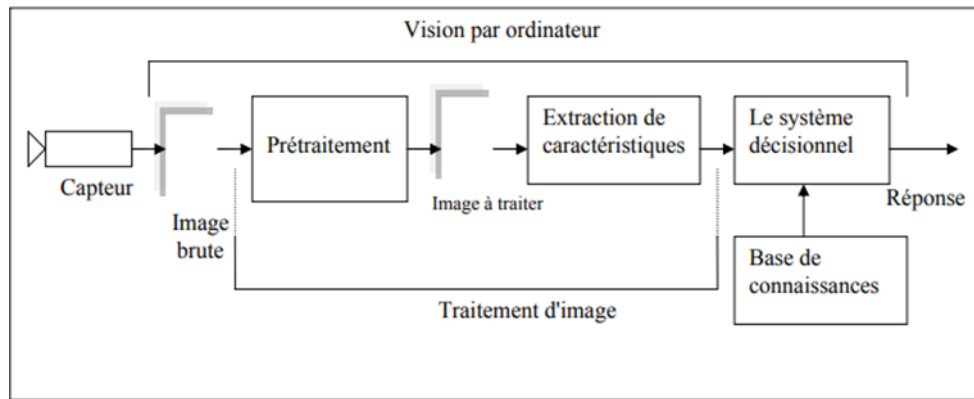 Vision par ordinateur
Capteur
Image
brute
Prétraitement
Image à traiter
Extraction de
caractéristiques
Le système
décisionnel
Réponse
Base de
connaissances
Traitement d'image